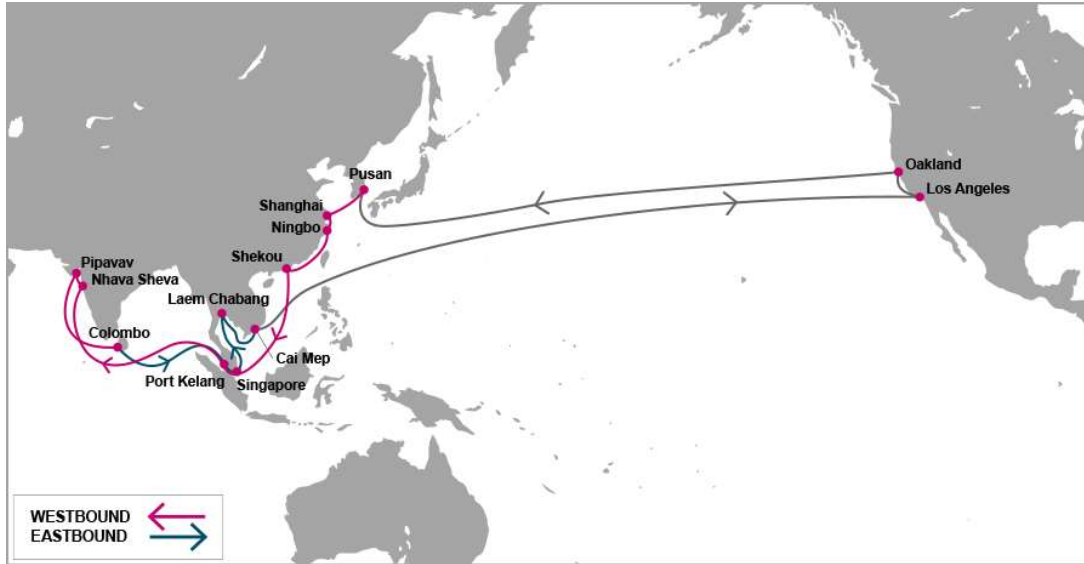 Oakland
Los Angeles
Pusan
Shanghai
Ningbo
Shekou
Pipavav
Nhava Sheva
Laem Chabang
Colombo
Cai Mep
Port Kelang
Singapore
WESTBOUND
EASTBOUND